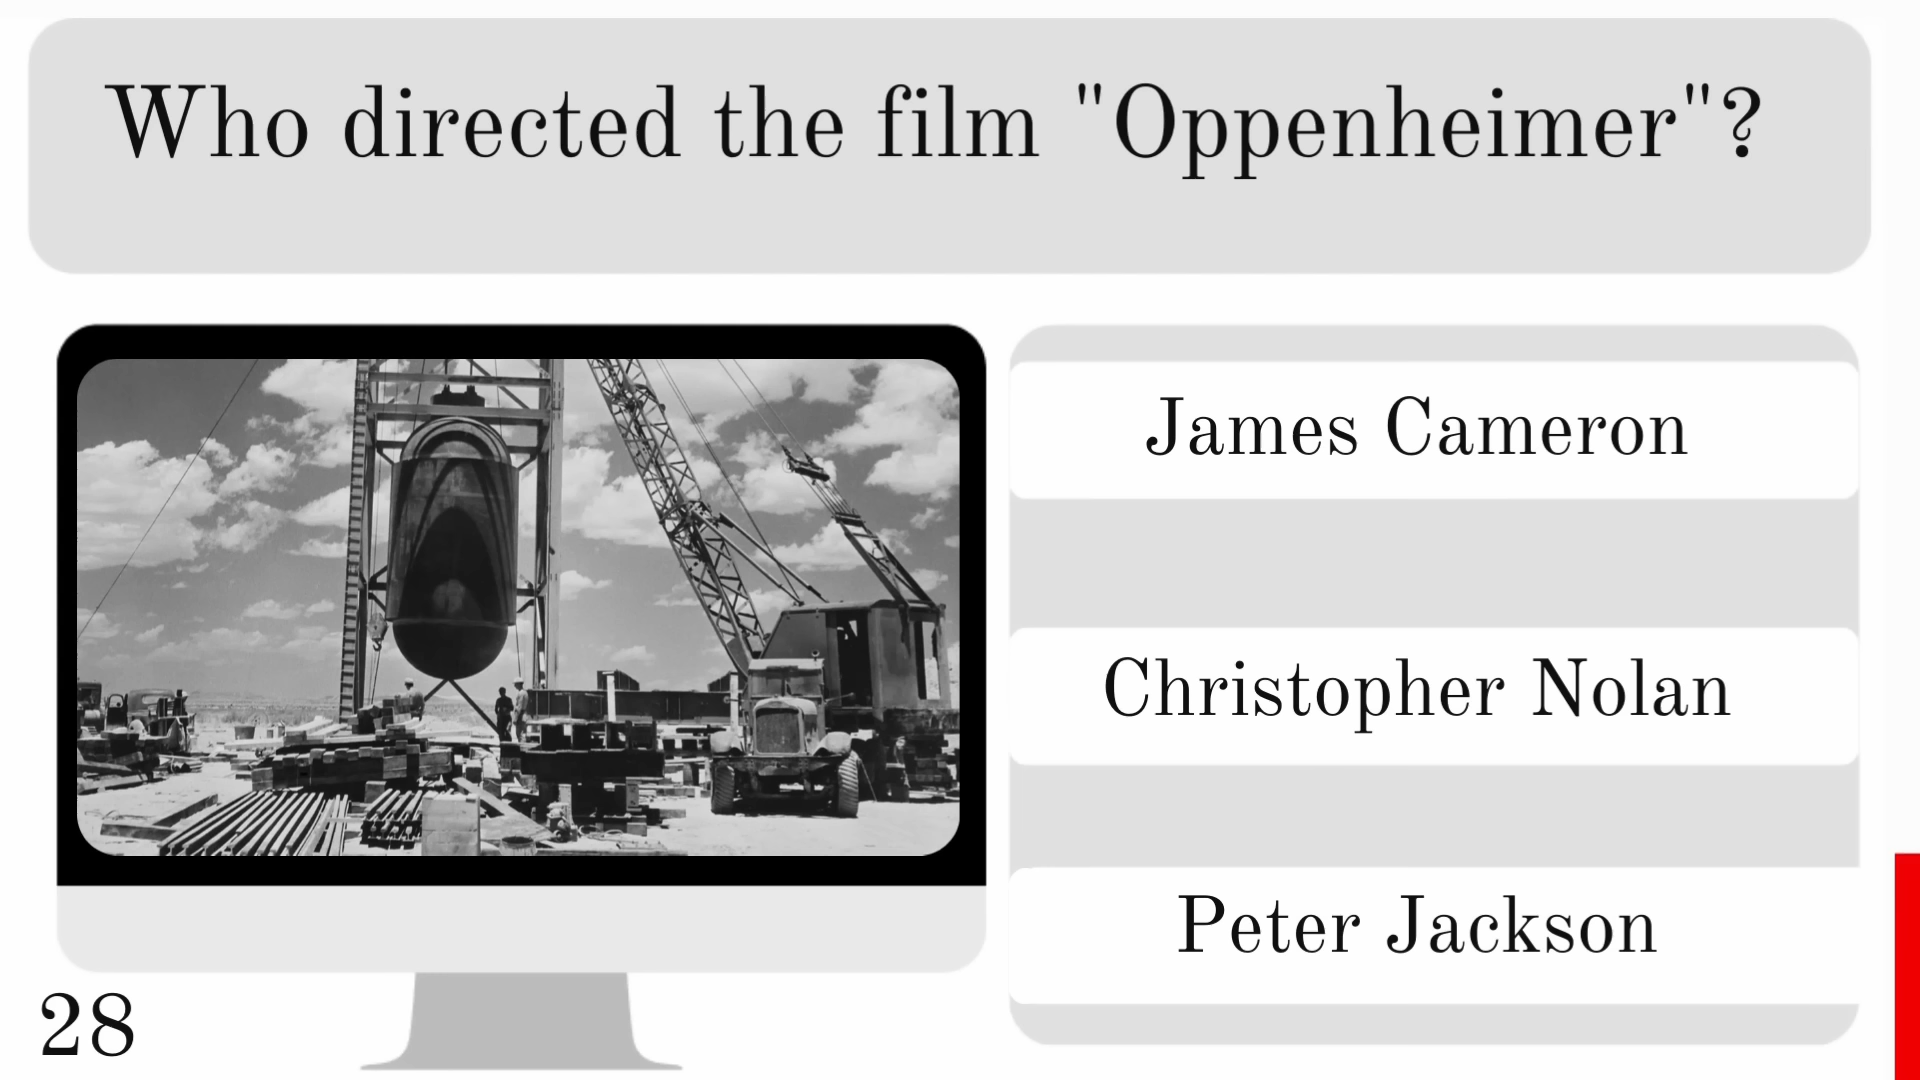 Who directed the film "Oppenheimer"?
James Cameron
Christopher Nolan
Peter Jackson
28